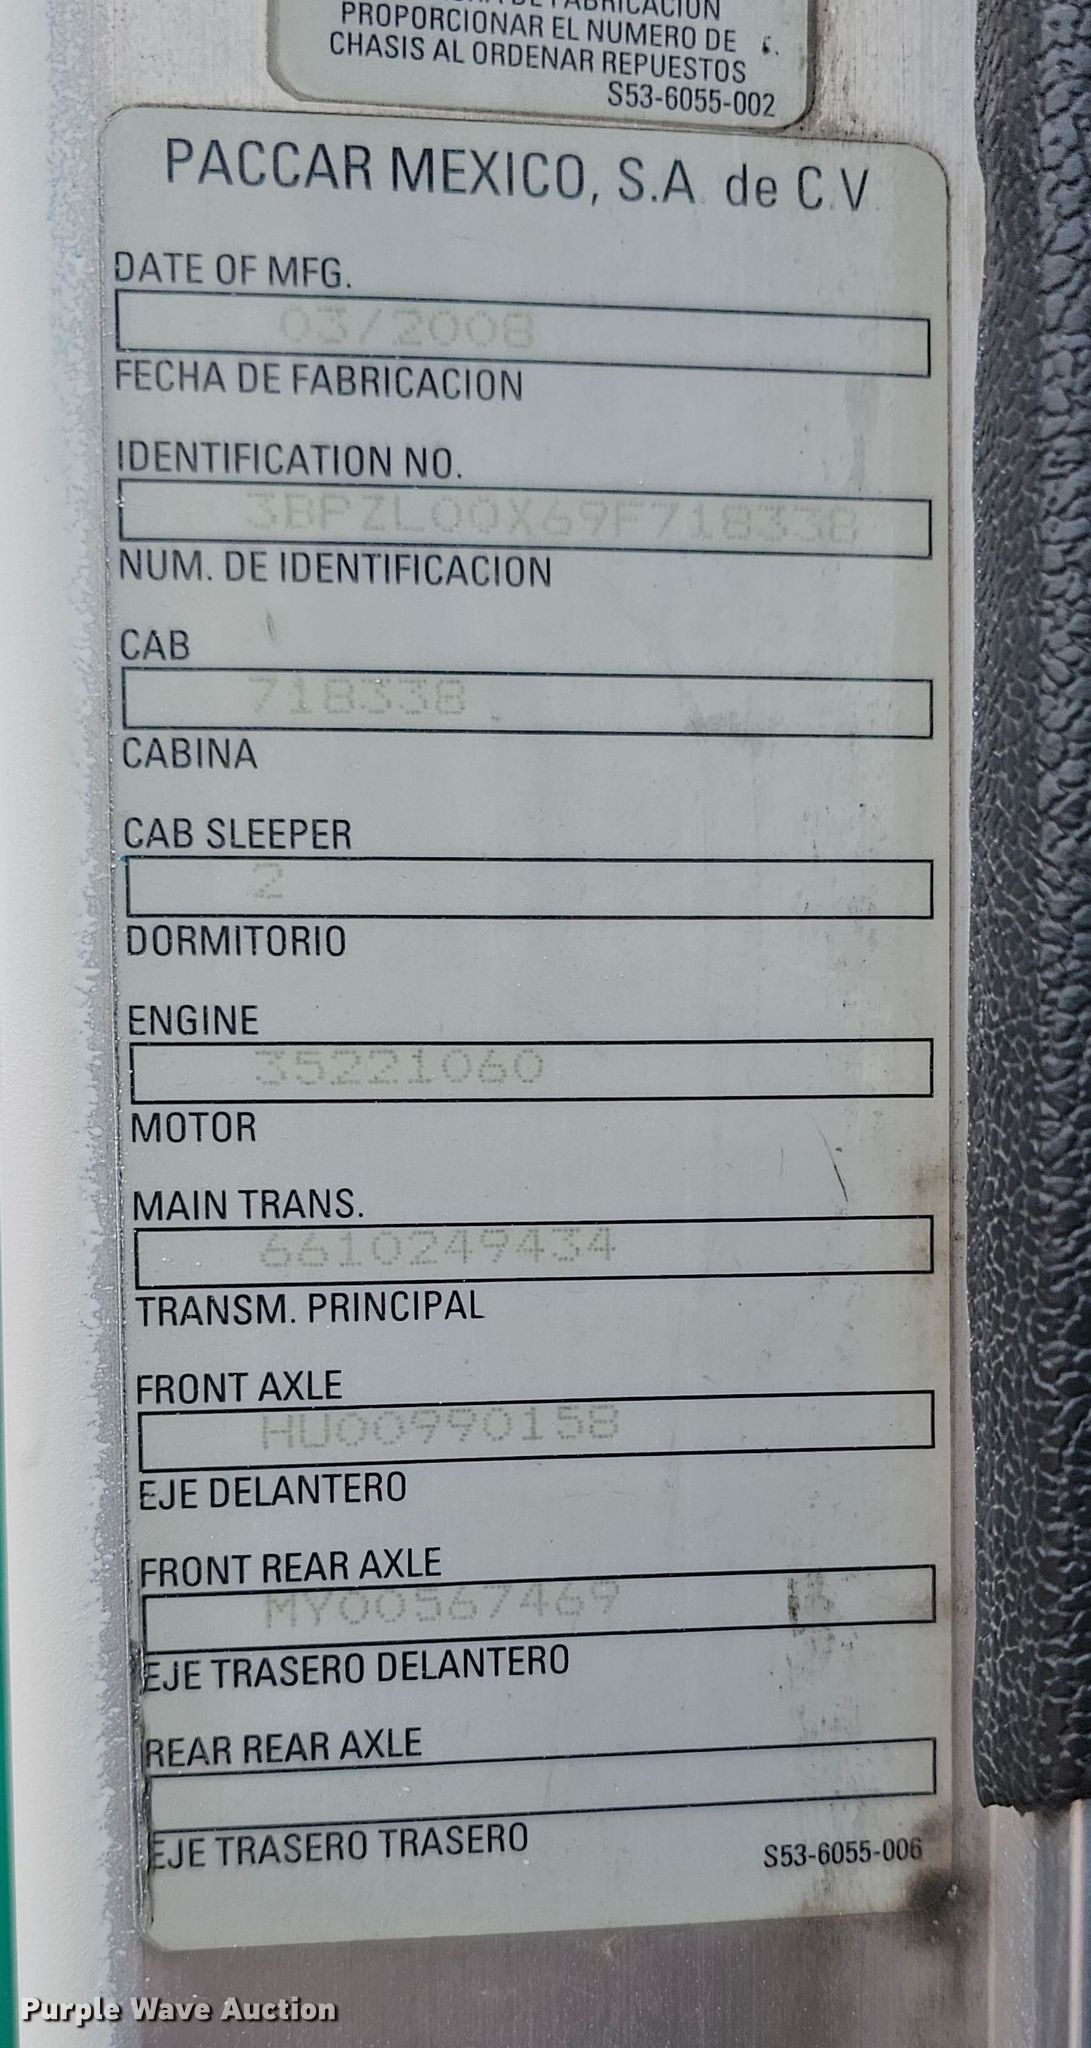 DE FABRICACION
PROPORCIONAR EL NUMERO DE
CHASIS AL ORDENAR REPUESTOS
S53-6055-002
PACCAR MEXICO, S.A. de C.V
DATE OF MFG.
03/2008
FECHA DE FABRICACION
IDENTIFICATION NO.
3BPZL00X69F718338
NUM. DE IDENTIFICACION
CAB
718338
CABINA
CAB SLEEPER
2
DORMITORIO
ENGINE
35221060
MOTOR
MAIN TRANS.
6610249434
TRANSM. PRINCIPAL
FRONT AXLE
HU00990158
EJE DELANTERO
FRONT REAR AXLE
MY00567469
EJE TRASERO DELANTERO
REAR REAR AXLE
EJE TRASERO TRASERO
S53-6055-006
Purple Wave Auction